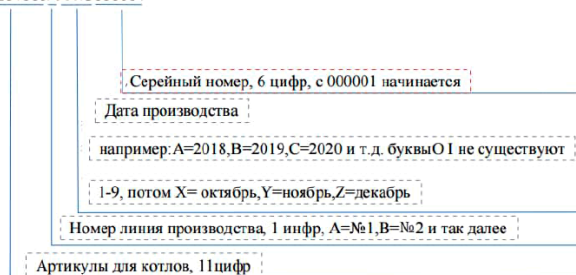 Серейный номер, 6 цифр, с 000001 начинается
Дата производства
например:A=2018,B=2019,C=2020 и т.д. буквыO I не существуют
1-9, потом X= октябрь,Y=ноябрь,Z=декабрь
Номер линия производства, 1 инфр, A=№1,B=№2 и так далее
Артикулы для котлов, 11цифр